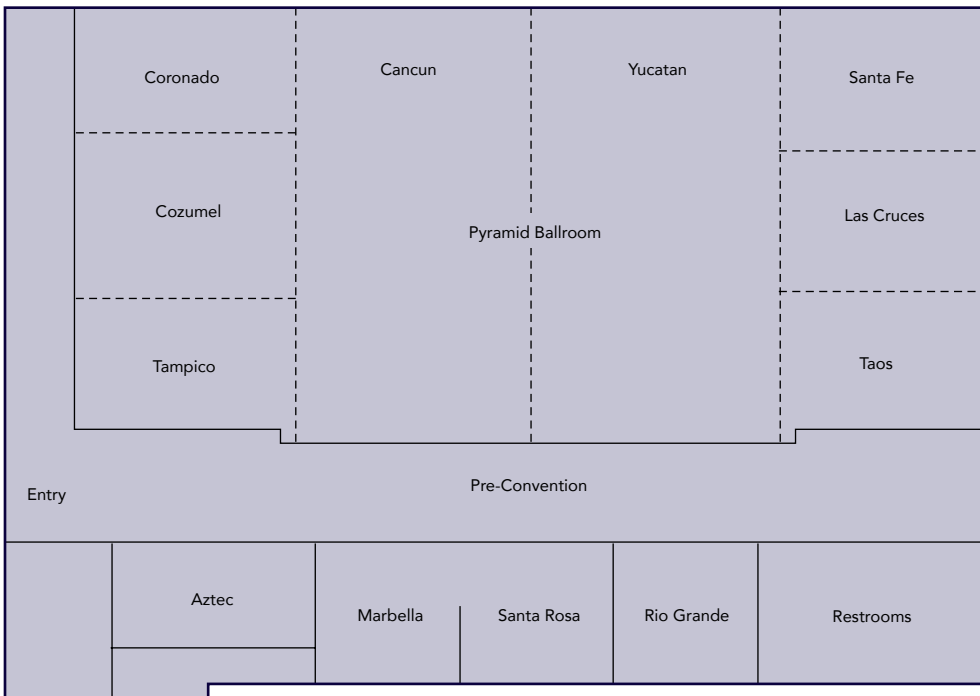 Coronado
Cancun
Yucatan
Santa Fe
Cozumel
Las Cruces
Pyramid Ballroom
Tampico
Taos
Entry
Pre-Convention
Aztec
Marbella
Santa Rosa
Rio Grande
Restrooms